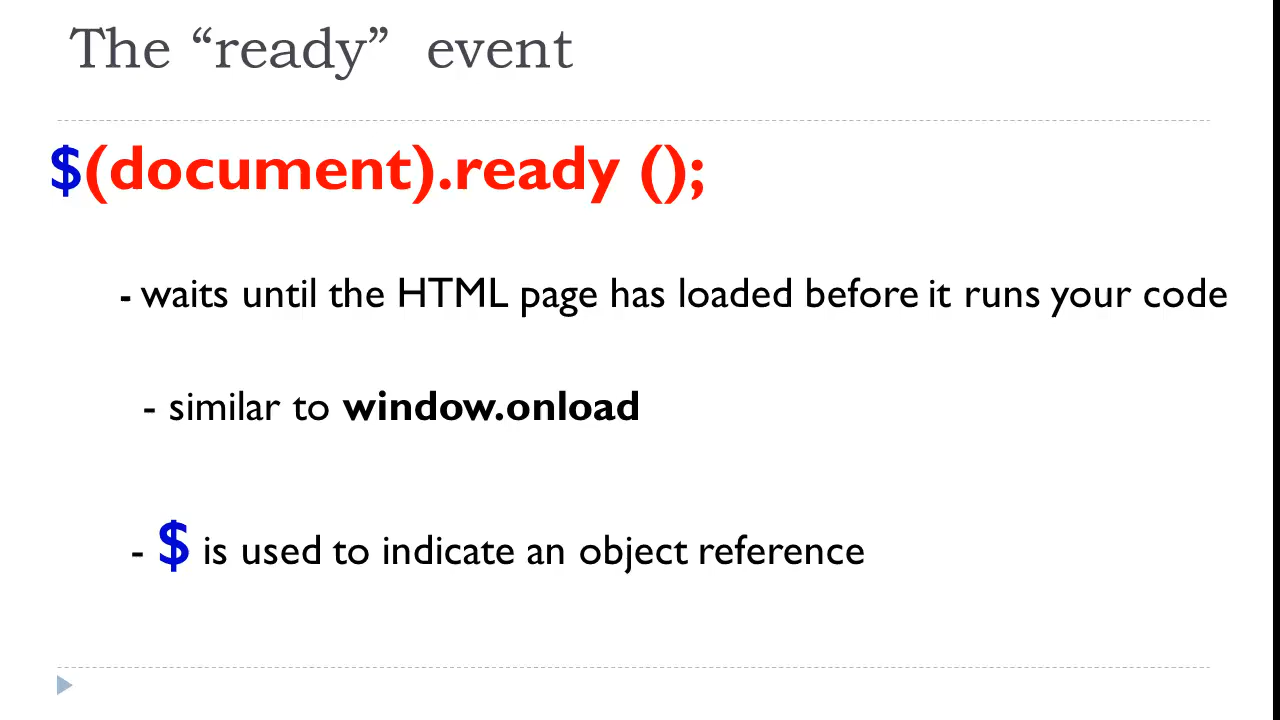 The “ready” event
$(document).ready ();
- waits until the HTML page has loaded before it runs your code
- similar to window.onload
- $ is used to indicate an object reference